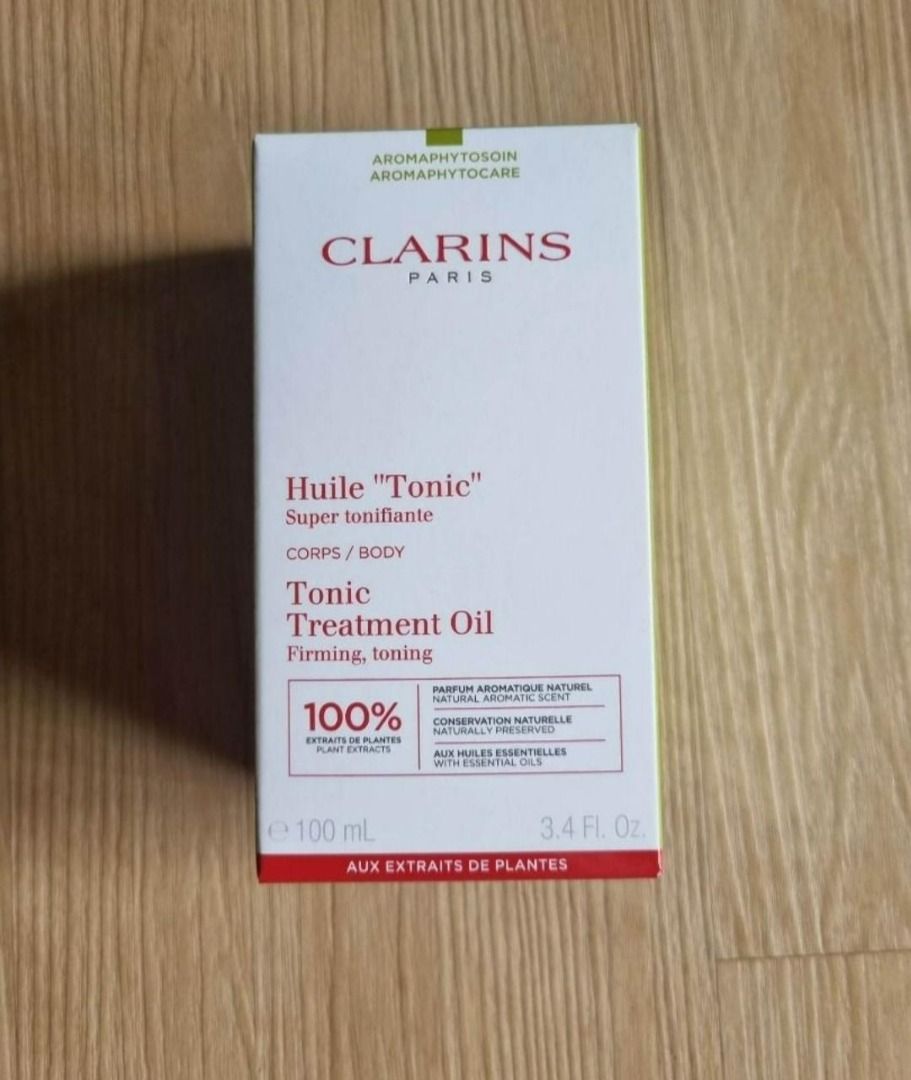 AROMAPHYTOSOIN
AROMAPHYTOCARE
CLARINS
PARIS
Huile "Tonic"
Super tonifiante
CORPS / BODY
Tonic
Treatment Oil
Firming, toning
100%
EXTRAITS DE PLANTES
PLANT EXTRACTS
PARFUM AROMATIQUE NATUREL
NATURAL AROMATIC SCENT
CONSERVATION NATURELLE
NATURALLY PRESERVED
AUX HUILES ESSENTIELLES
WITH ESSENTIAL OILS
℮ 100 mL 3.4 Fl. Oz.
AUX EXTRAITS DE PLANTES